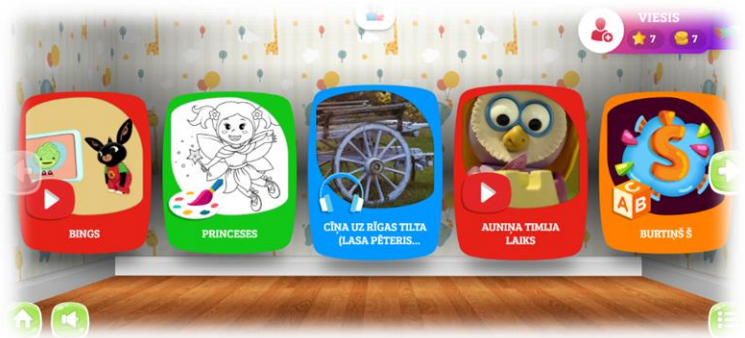 VIESIS
7 7
BINGS
PRINCESES
CĪŅA UZ RĪGAS TILTA
(LASA PĒTERIS...
AUNIŅA TIMIJA
LAIKS
Š
A B
BURTIŅŠ Š